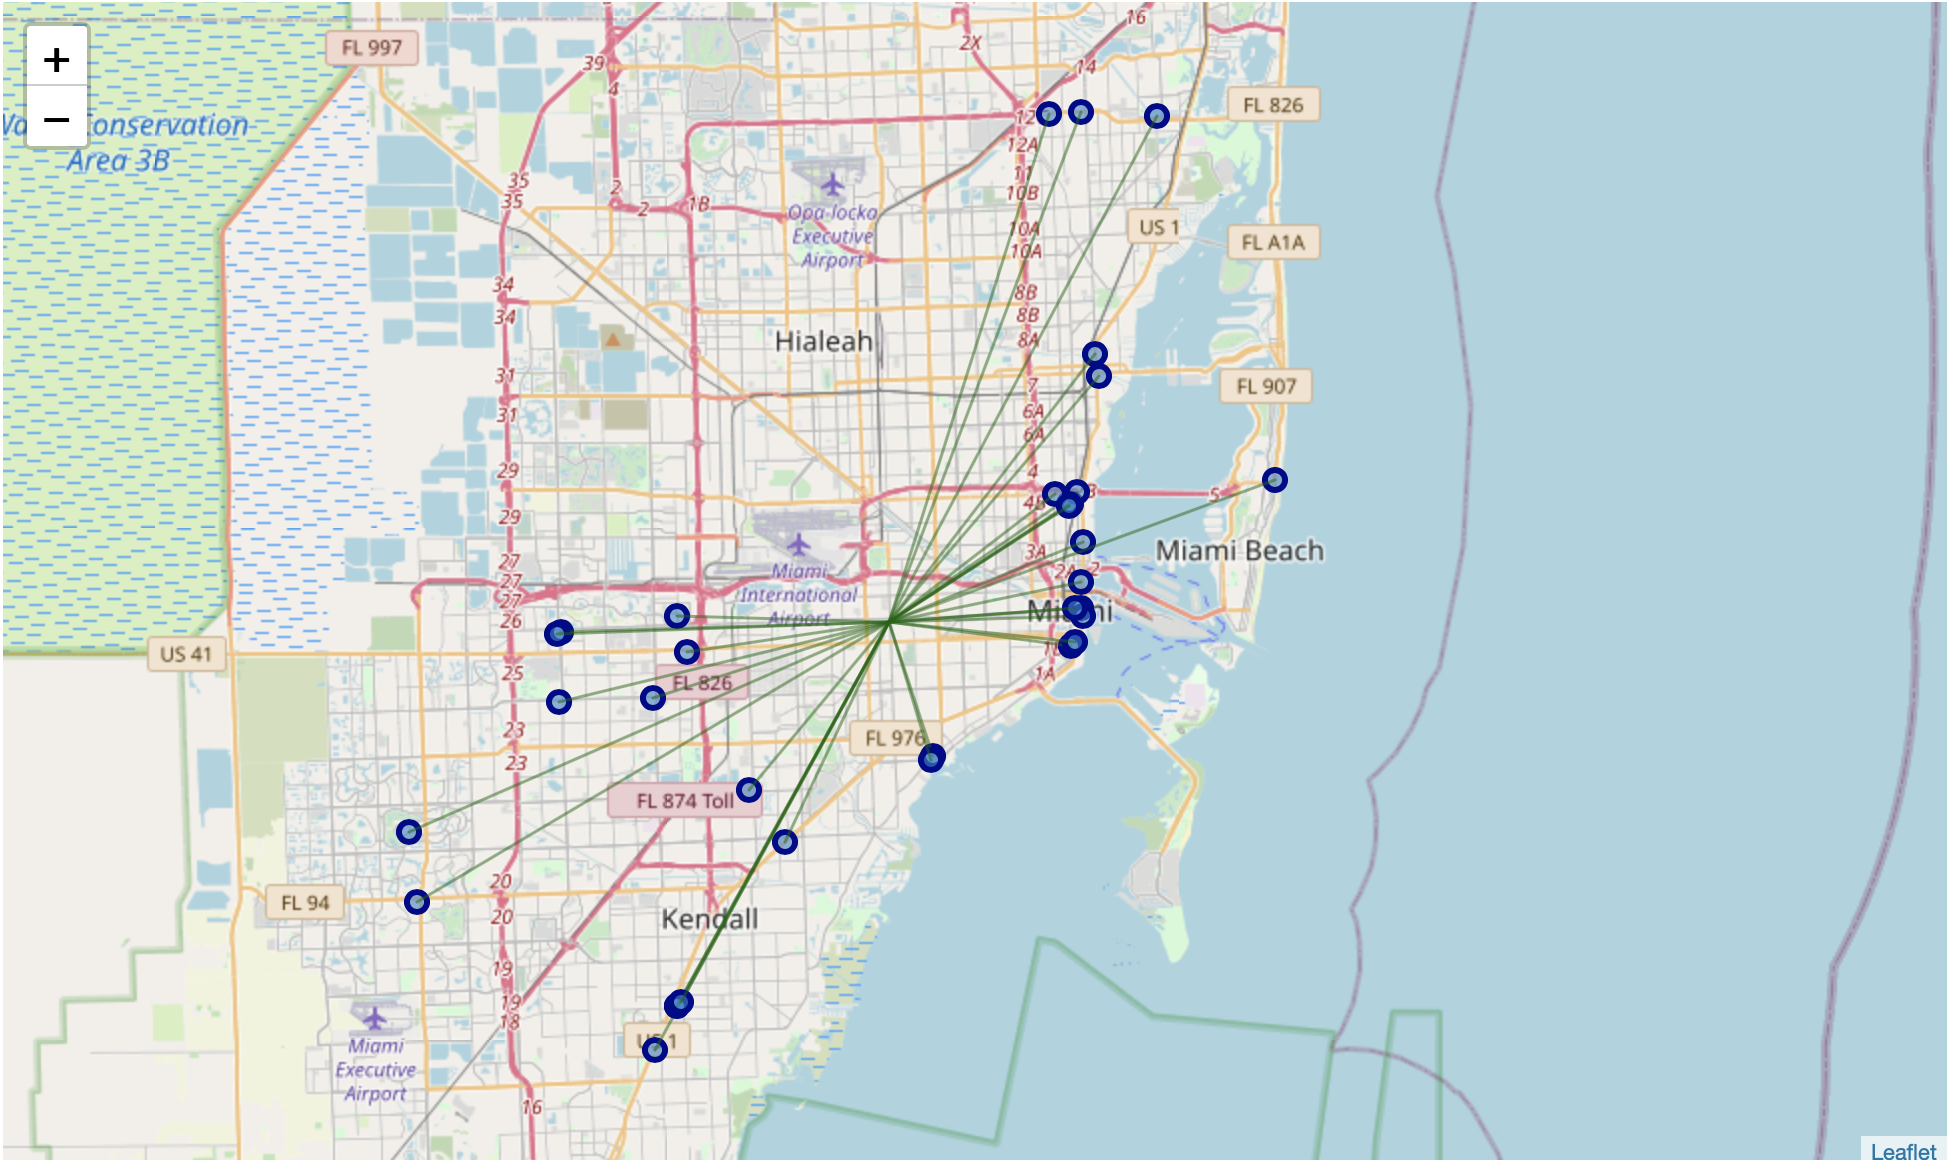 +
−
FL 997
onservation
Area 3B
39
4
2X
16
14
FL 826
12
12A
11
10B
35
35
2
2
1B
Opa-locka
Executive
Airport
10A
10A
US 1
FL A1A
34
34
8B
8B
8A
Hialeah
31
31
7
6A
6A
FL 907
29
29
4
4B
3
5
Miami Beach
3A
2A
2
27
27
27
26
Miami
International
Airport
Miami
US 41
25
FL 826
1A
23
23
FL 976
FL 874 Toll
20
20
FL 94
Kendall
19
19
18
US 1
Miami
Executive
Airport
16
Leaflet